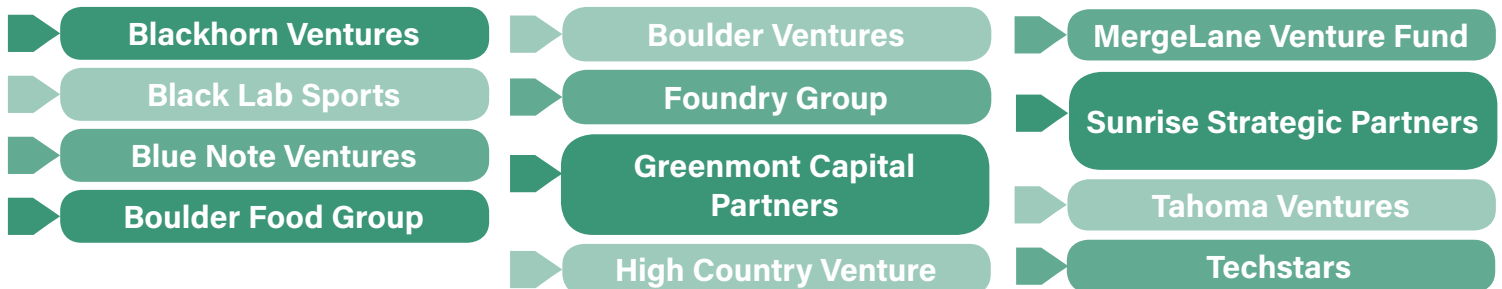 Blackhorn Ventures
Black Lab Sports
Blue Note Ventures
Boulder Food Group
Boulder Ventures
Foundry Group
Greenmont Capital
Partners
High Country Venture
MergeLane Venture Fund
Sunrise Strategic Partners
Tahoma Ventures
Techstars